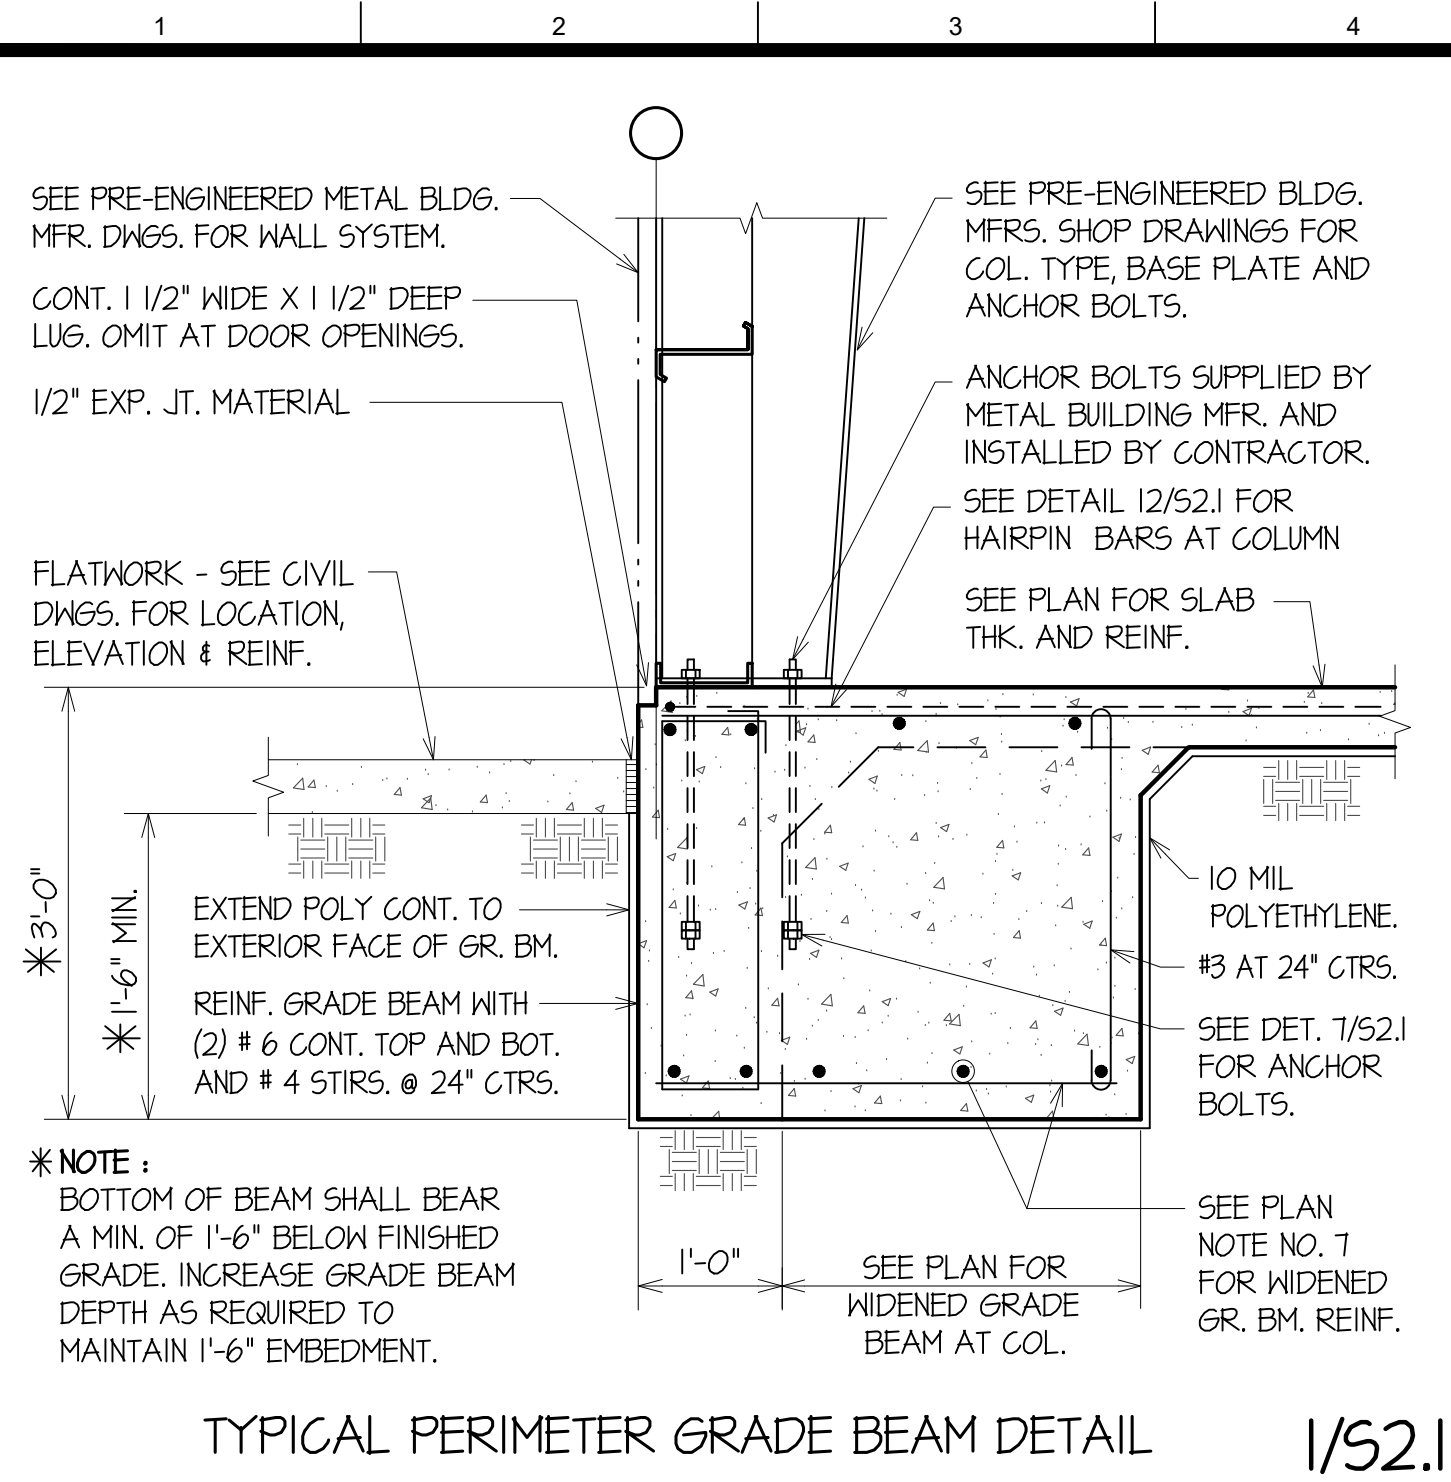 1
2
3
4
SEE PRE-ENGINEERED METAL BLDG.
MFR. DWGS. FOR WALL SYSTEM.
CONT. 1 1/2" WIDE X 1 1/2" DEEP
LUG. OMIT AT DOOR OPENINGS.
1/2" EXP. JT. MATERIAL
FLATWORK - SEE CIVIL
DWGS. FOR LOCATION,
ELEVATION & REINF.
SEE PRE-ENGINEERED BLDG.
MFRS. SHOP DRAWINGS FOR
COL. TYPE, BASE PLATE AND
ANCHOR BOLTS.
ANCHOR BOLTS SUPPLIED BY
METAL BUILDING MFR. AND
INSTALLED BY CONTRACTOR.
SEE DETAIL 12/S2.1 FOR
HAIRPIN BARS AT COLUMN
SEE PLAN FOR SLAB
THK. AND REINF.
*3'-0"
*1'-6" MIN.
EXTEND POLY CONT. TO
EXTERIOR FACE OF GR. BM.
REINF. GRADE BEAM WITH
(2) # 6 CONT. TOP AND BOT.
AND # 4 STIRS. @ 24" CTRS.
10 MIL
POLYETHYLENE.
#3 AT 24" CTRS.
SEE DET. 7/S2.1
FOR ANCHOR
BOLTS.
SEE PLAN
NOTE NO. 7
FOR WIDENED
GR. BM. REINF.
* NOTE :
BOTTOM OF BEAM SHALL BEAR
A MIN. OF 1'-6" BELOW FINISHED
GRADE. INCREASE GRADE BEAM
DEPTH AS REQUIRED TO
MAINTAIN 1'-6" EMBEDMENT.
1'-0"
SEE PLAN FOR
WIDENED GRADE
BEAM AT COL.
TYPICAL PERIMETER GRADE BEAM DETAIL
1/S2.1